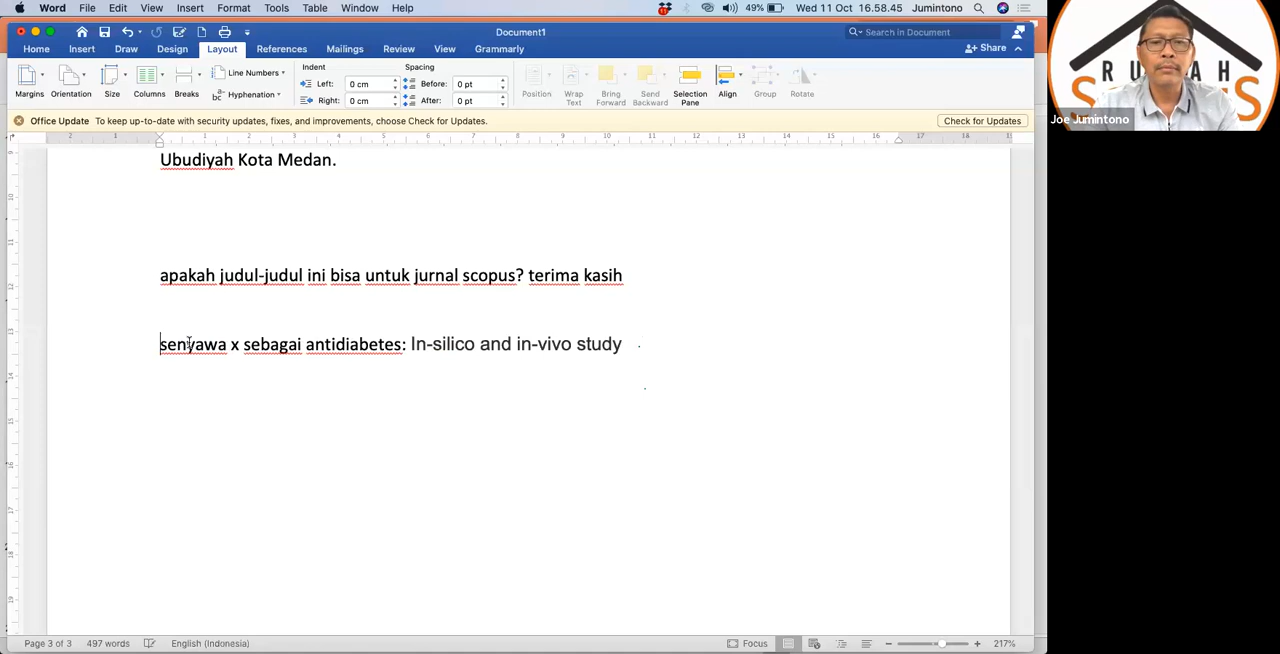 Word File Edit View Insert Format Tools Table Window Help 49% Wed 11 Oct 16.58.45 Jumintono
Document1
Search in Document
Home Insert Draw Design Layout References Mailings Review View Grammarly
Share
Margins Orientation Size Columns Breaks
Line Numbers
Hyphenation
Indent Spacing
Left: 0 cm Before: 0 pt
Right: 0 cm After: 0 pt
Position Wrap Text Bring Forward Send Backward Selection Pane Align Group Rotate
Office Update To keep up-to-date with security updates, fixes, and improvements, choose Check for Updates.
Check for Updates
Ubudiyah Kota Medan.
apakah judul-judul ini bisa untuk jurnal scopus? terima kasih
senyawa x sebagai antidiabetes: In-silico and in-vivo study
Page 3 of 3 497 words English (Indonesia) Focus 217%
RUMAH
Joe Jumintono